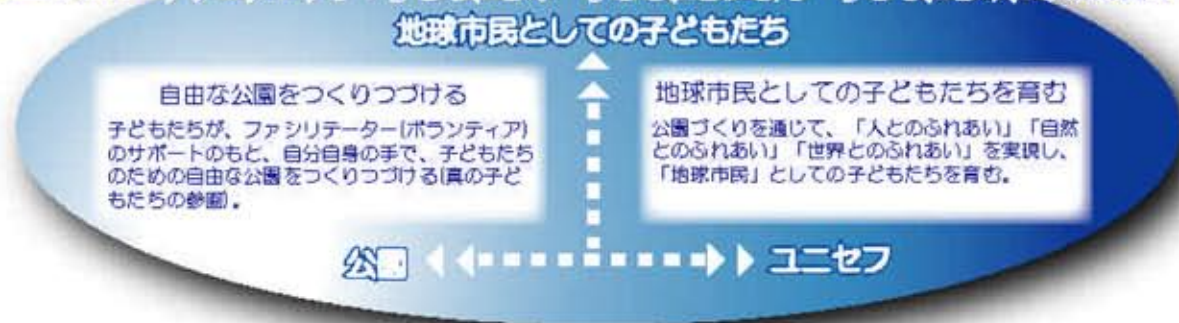 地球市民としての子どもたち
自由な公園をつくりつづける
子どもたちが、ファシリテーター(ボランティア)
のサポートのもと、自分自身の手で、子どもたち
のための自由な公園をつくりつづける(真の子ど
もたちの参画)。
地球市民としての子どもたちを育む
公園づくりを通じて、「人とのふれあい」「自然
とのふれあい」「世界とのふれあい」を実現し、
「地球市民」としての子どもたちを育む。
公園
ユニセフ